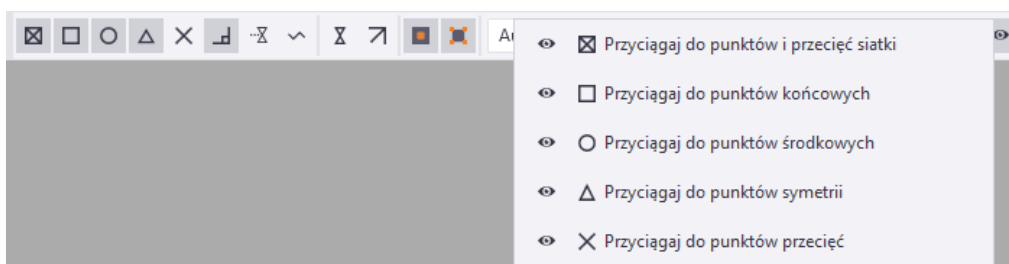 Przyciągaj do punktów i przecięć siatki
Przyciągaj do punktów końcowych
Przyciągaj do punktów środkowych
Przyciągaj do punktów symetrii
Przyciągaj do punktów przecięć